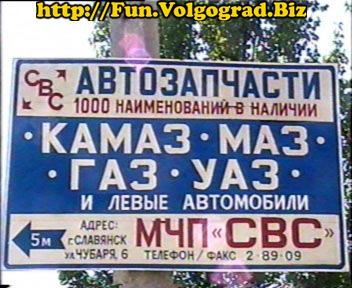 http://Fun.Volgograd.Biz
СВС
АВТОЗАПЧАСТИ
1000 НАИМЕНОВАНИЙ В НАЛИЧИИ
·КАМАЗ·МАЗ·
·ГАЗ·УАЗ·
И ЛЕВЫЕ АВТОМОБИЛИ
5м
АДРЕС:
г.СЛАВЯНСК
ул.ЧУБАРЯ, 6
МЧП «СВС»
ТЕЛЕФОН/ФАКС 2-89-09